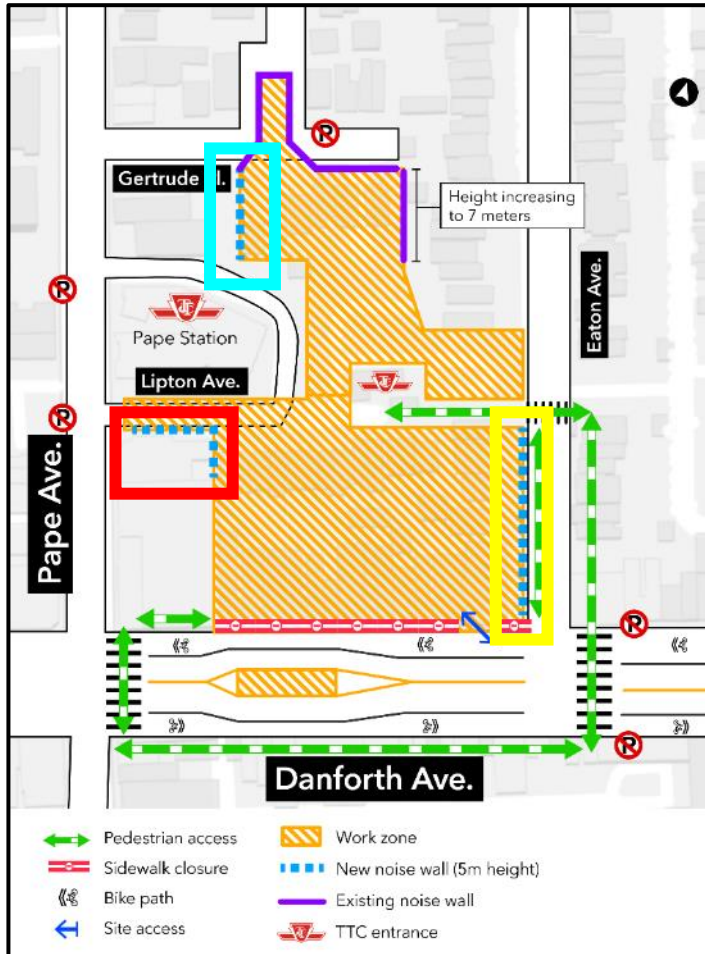 Gertrude Pl.
Height increasing
to 7 meters
Eaton Ave.
Pape Station
Lipton Ave.
Pape Ave.
Danforth Ave.
Pedestrian access
Work zone
Sidewalk closure
New noise wall (5m height)
Bike path
Existing noise wall
Site access
TTC entrance